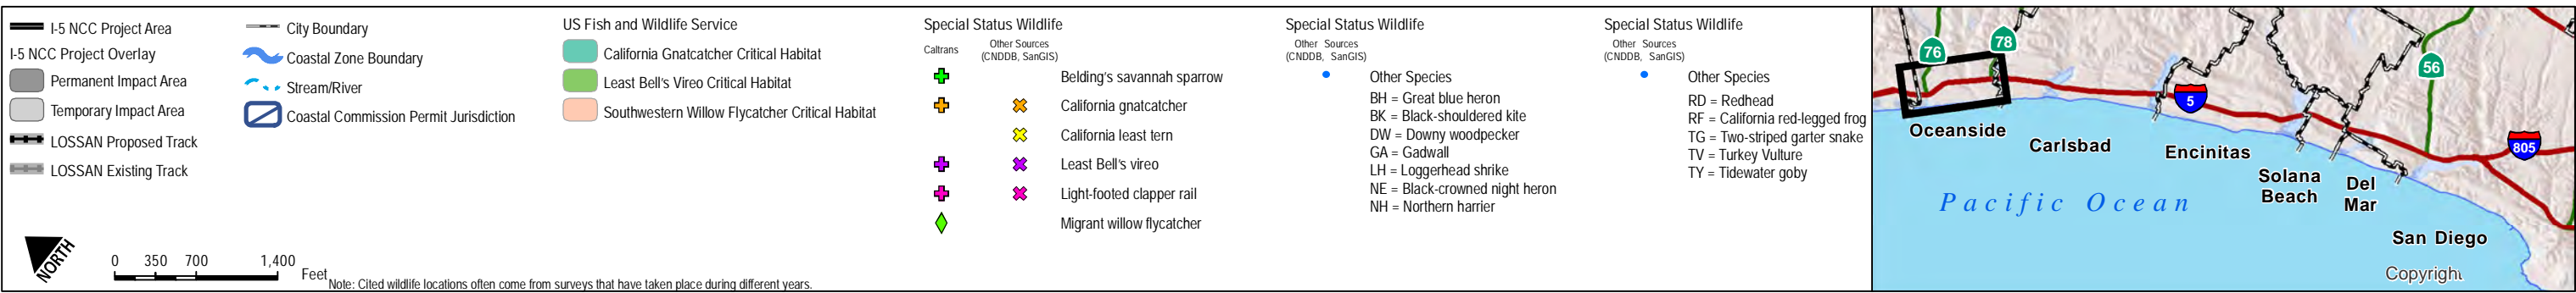 I-5 NCC Project Area
I-5 NCC Project Overlay
Permanent Impact Area
Temporary Impact Area
LOSSAN Proposed Track
LOSSAN Existing Track
City Boundary
Coastal Zone Boundary
Stream/River
Coastal Commission Permit Jurisdiction
US Fish and Wildlife Service
California Gnatcatcher Critical Habitat
Least Bell's Vireo Critical Habitat
Southwestern Willow Flycatcher Critical Habitat
NORTH
0 350 700 1,400
Feet
Note: Cited wildlife locations often come from surveys that have taken place during different years.
Special Status Wildlife
Caltrans
Other Sources
(CNDDB, SanGIS)
Belding's savannah sparrow
California gnatcatcher
California least tern
Least Bell's vireo
Light-footed clapper rail
Migrant willow flycatcher
Special Status Wildlife
Other Sources
(CNDDB, SanGIS)
Other Species
BH = Great blue heron
BK = Black-shouldered kite
DW = Downy woodpecker
GA = Gadwall
LH = Loggerhead shrike
NE = Black-crowned night heron
NH = Northern harrier
Special Status Wildlife
Other Sources
(CNDDB, SanGIS)
Other Species
RD = Redhead
RF = California red-legged frog
TG = Two-striped garter snake
TV = Turkey Vulture
TY = Tidewater goby
76
78
56
5
805
Oceanside
Carlsbad
Encinitas
Solana
Beach
Del
Mar
San Diego
Pacific Ocean
Copyright